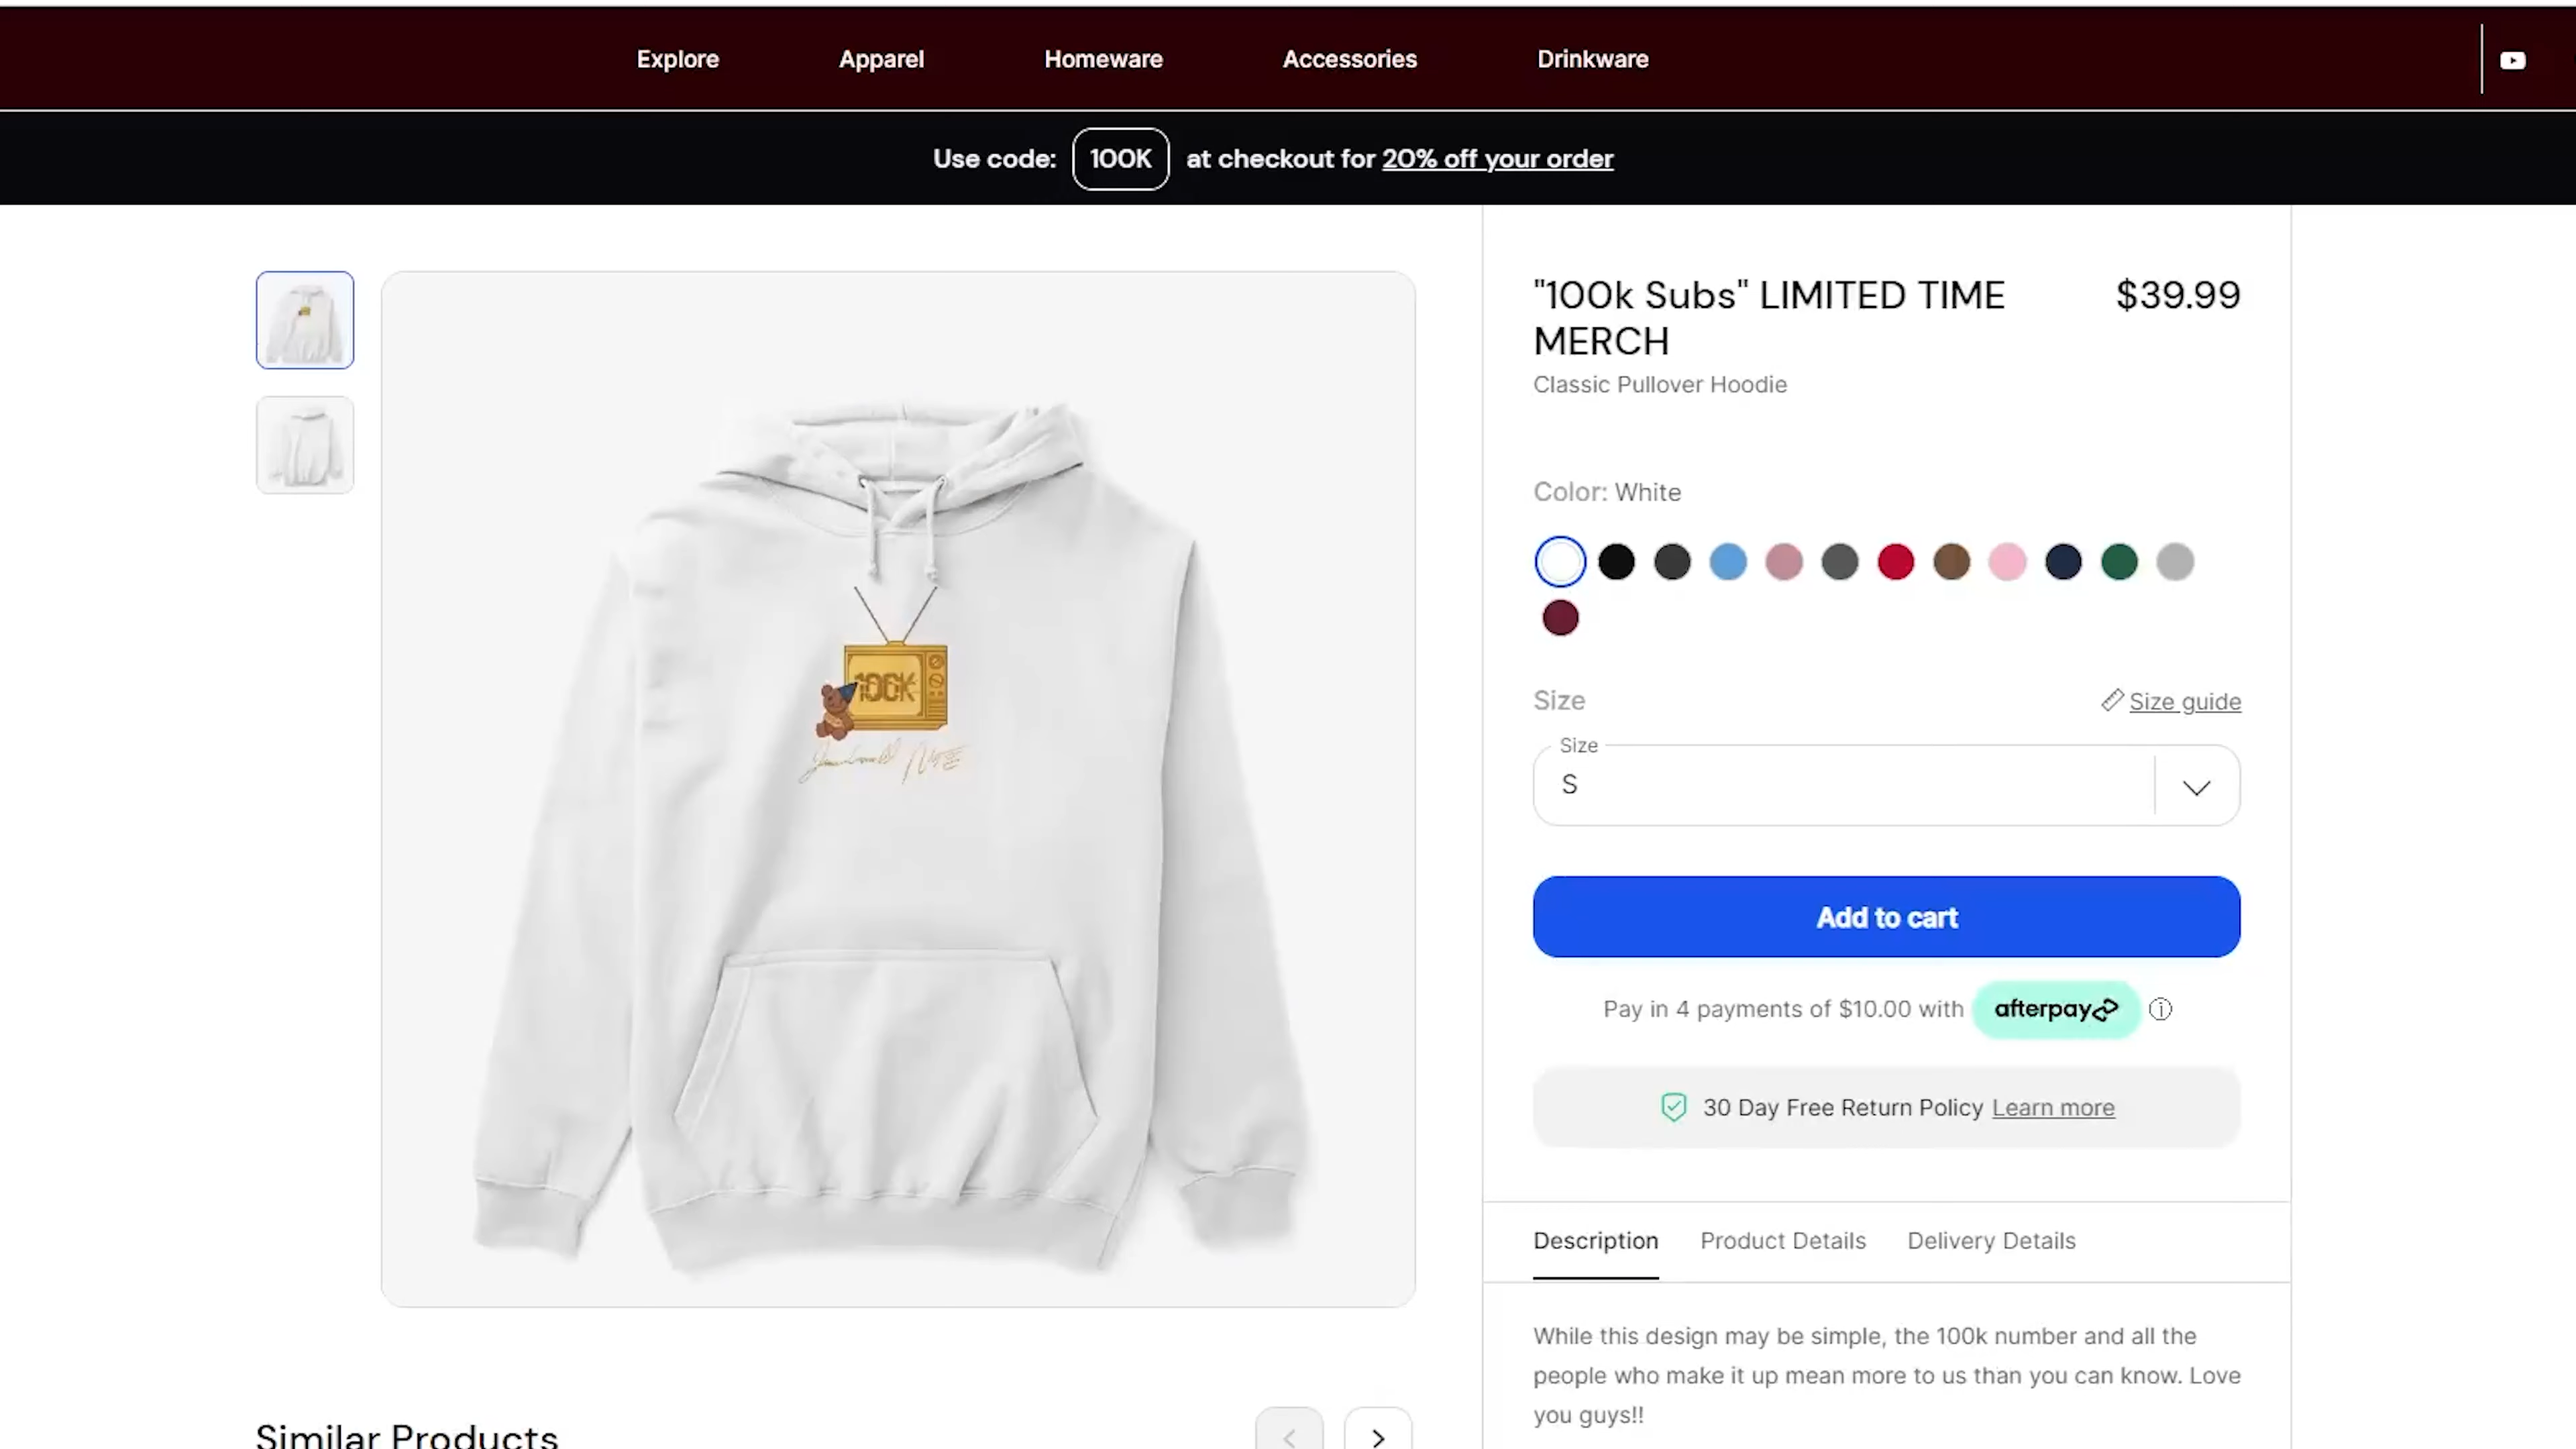 Explore
Apparel
Homeware
Accessories
Drinkware
Use code: 100K at checkout for 20% off your order
"100k Subs" LIMITED TIME
MERCH
$39.99
Classic Pullover Hoodie
Color: White
Size
Size guide
Size
S
Add to cart
Pay in 4 payments of $10.00 with afterpay
30 Day Free Return Policy Learn more
Description
Product Details
Delivery Details
While this design may be simple, the 100k number and all the
people who make it up mean more to us than you can know. Love
you guys!!
100K
Similar Products